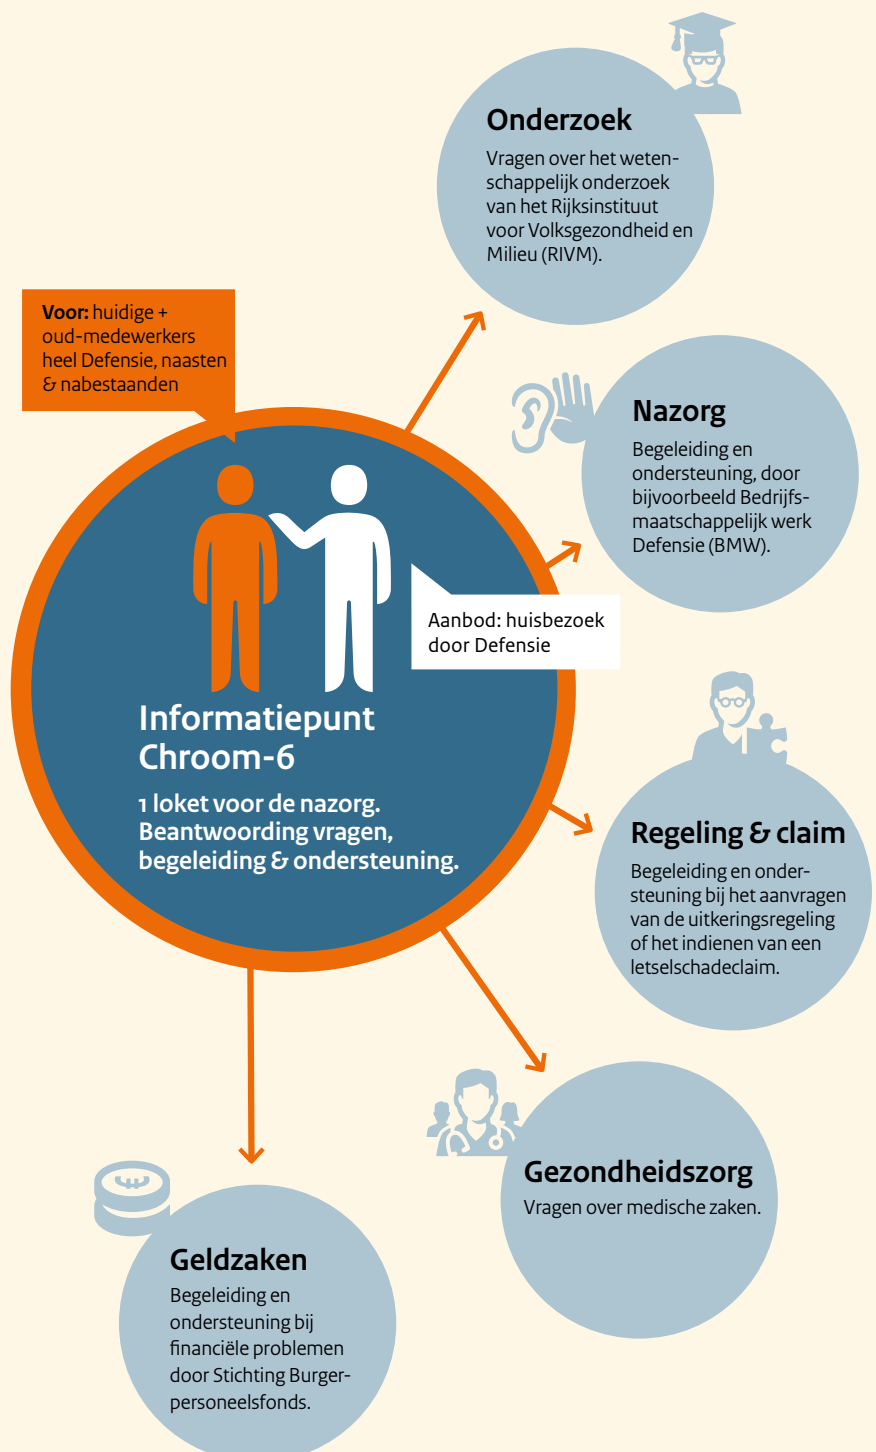 Onderzoek
Vragen over het weten-
schappelijk onderzoek
van het Rijksinstituut
voor Volksgezondheid en
Milieu (RIVM).
Voor: huidige +
oud-medewerkers
heel Defensie, naasten
& nabestaanden
Nazorg
Begeleiding en
ondersteuning, door
bijvoorbeeld Bedrijfs-
maatschappelijk werk
Defensie (BMW).
Aanbod: huisbezoek
door Defensie
Informatiepunt
Chroom-6
1 loket voor de nazorg.
Beantwoording vragen,
begeleiding & ondersteuning.
Regeling & claim
Begeleiding en onder-
steuning bij het aanvragen
van de uitkeringsregeling
of het indienen van een
letselschadeclaim.
Gezondheidszorg
Vragen over medische zaken.
Geldzaken
Begeleiding en
ondersteuning bij
financiële problemen
door Stichting Burger-
personeelsfonds.